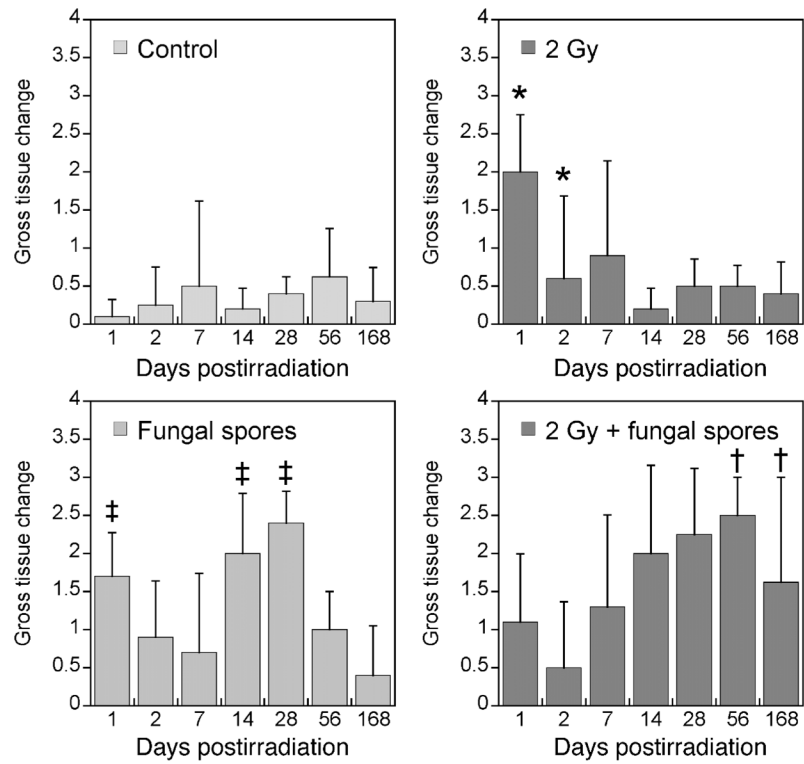 Control
Gross tissue change
4
3.5
3
2.5
2
1.5
1
0.5
0
1 2 7 14 28 56 168
Days postirradiation
2 Gy
Gross tissue change
4
3.5
3
2.5
2
1.5
1
0.5
0
* *
1 2 7 14 28 56 168
Days postirradiation
Fungal spores
Gross tissue change
4
3.5
3
2.5
2
1.5
1
0.5
0
‡ ‡ ‡
1 2 7 14 28 56 168
Days postirradiation
2 Gy + fungal spores
Gross tissue change
4
3.5
3
2.5
2
1.5
1
0.5
0
† †
1 2 7 14 28 56 168
Days postirradiation